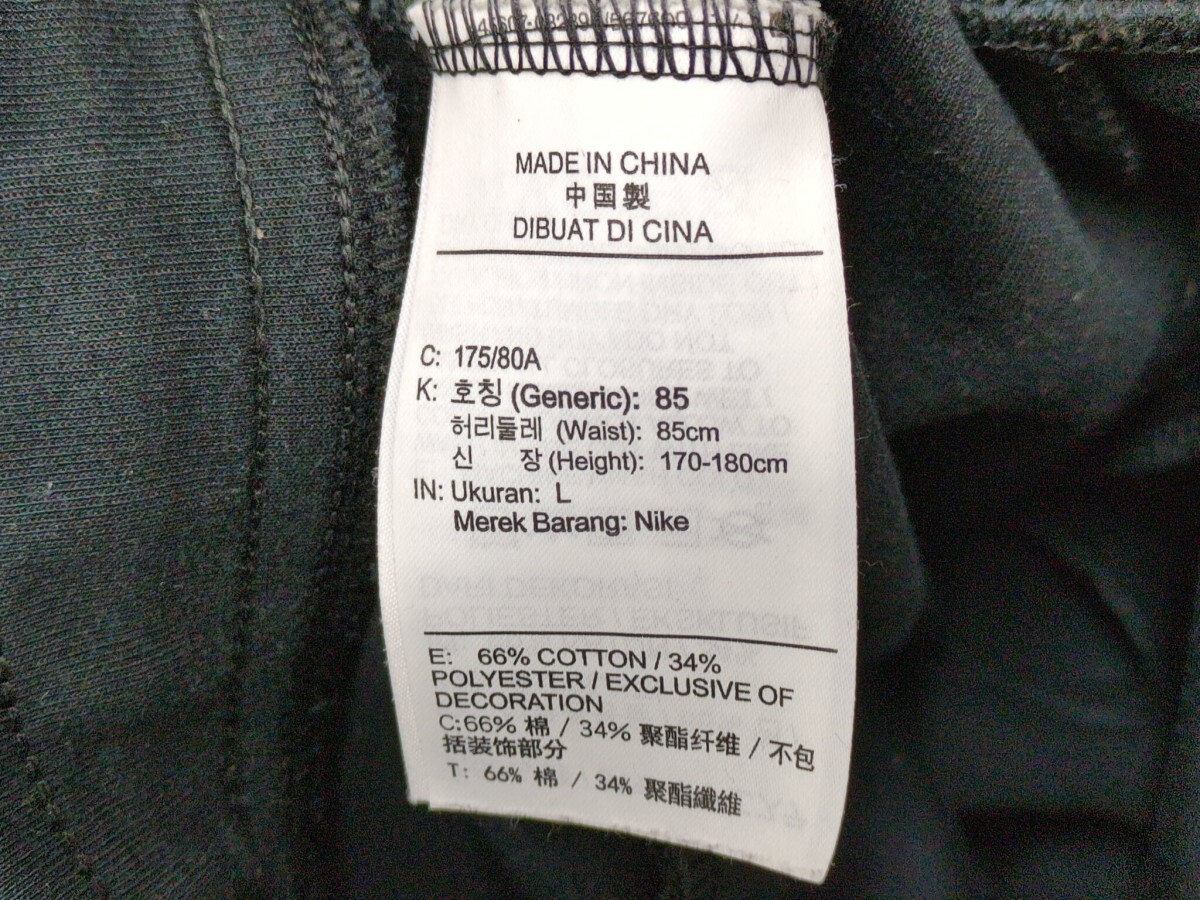 MADE IN CHINA
中国製
DIBUAT DI CINA
C: 175/80A
K: 호칭 (Generic): 85
허리둘레 (Waist): 85cm
신 장 (Height): 170-180cm
IN: Ukuran: L
Merek Barang: Nike
E: 66% COTTON / 34%
POLYESTER / EXCLUSIVE OF
DECORATION
C:66% 棉 / 34% 聚酯纤维 / 不包
括装饰部分
T: 66% 棉 / 34% 聚酯纖維